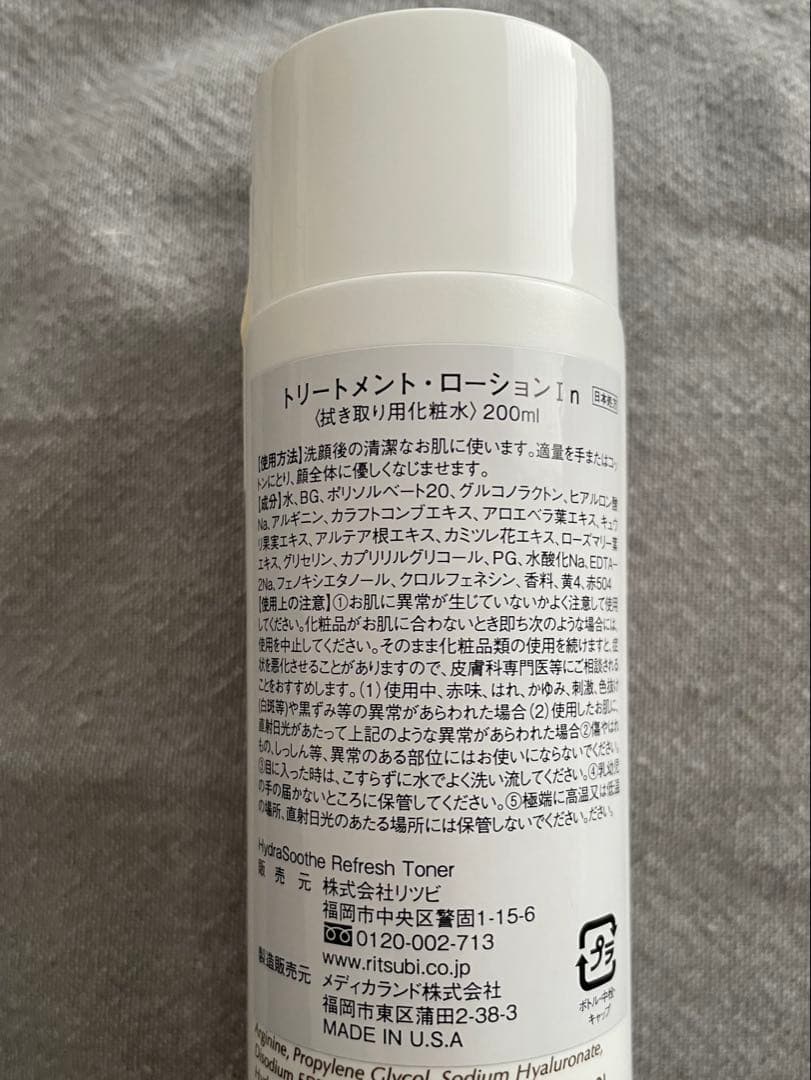 トリートメント・ローションIn 日本処方
〈拭き取り用化粧水〉200ml
【使用方法】洗顔後の清潔なお肌に使います。適量を手またはコッ
トンにとり、顔全体に優しくなじませます。
【成分】水、BG、ポリソルベート20、グルコノラクトン、ヒアルロン酸
Na、アルギニン、カラフトコンブエキス、アロエベラ葉エキス、キュウ
リ果実エキス、アルテア根エキス、カミツレ花エキス、ローズマリー葉
エキス、グリセリン、カプリリルグリコール、PG、水酸化Na、EDTA-
2Na、フェノキシエタノール、クロルフェネシン、香料、黄4、赤504
【使用上の注意】①お肌に異常が生じていないかよく注意して使用
してください。化粧品がお肌に合わないとき即ち次のような場合には、
使用を中止してください。そのまま化粧品類の使用を続けますと、症
状を悪化させることがありますので、皮膚科専門医等にご相談される
ことをおすすめします。(1)使用中、赤味、はれ、かゆみ、刺激、色抜け
(白斑等)や黒ずみ等の異常があらわれた場合(2)使用したお肌に、
直射日光があたって上記のような異常があらわれた場合②傷やはれ
もの、しっしん等、異常のある部位にはお使いにならないでください。
③目に入った時は、こすらずに水でよく洗い流してください。④乳幼児
の手の届かないところに保管してください。⑤極端に高温又は低温
の場所、直射日光のあたる場所には保管しないでください。ださい。
HydraSoothe Refresh Toner
販売元 株式会社リツビ
福岡市中央区警固1-15-6
0120-002-713
www.ritsubi.co.jp
製造販売元 メディカランド株式会社
福岡市東区蒲田2-38-3
MADE IN U.S.A
プラ
ボトル・中栓・
キャップ
Arginine, Propylene Glycol, Sodium Hyaluronate,
Disodium